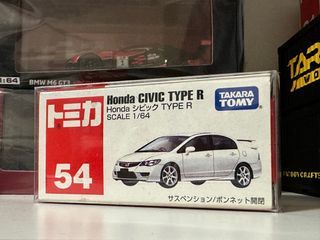 1:64
BMW M6 GT3
トミカ
54
Honda CIVIC TYPE R
Honda シビック TYPE R
SCALE 1/64
TAKARA
TOMY
サスペンション/ボンネット開閉
TAR